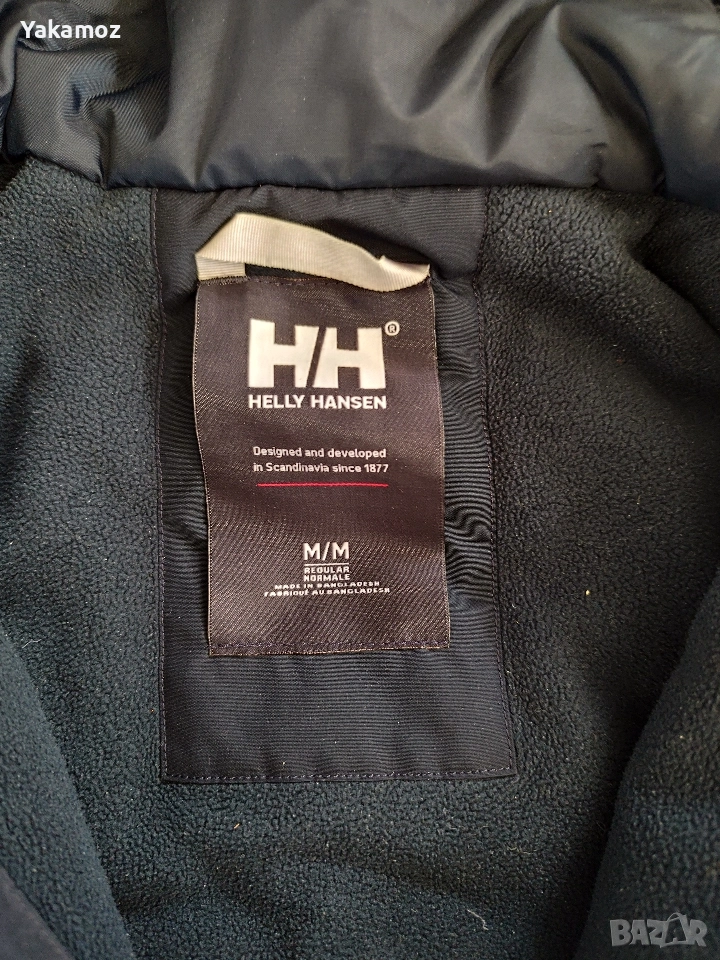 Yakamoz
HH®
HELLY HANSEN
Designed and developed
in Scandinavia since 1877
M/M
REGULAR
NORMALE
MADE IN BANGLADESH
FABRIQUÉ AU BANGLADESH
BAZAR